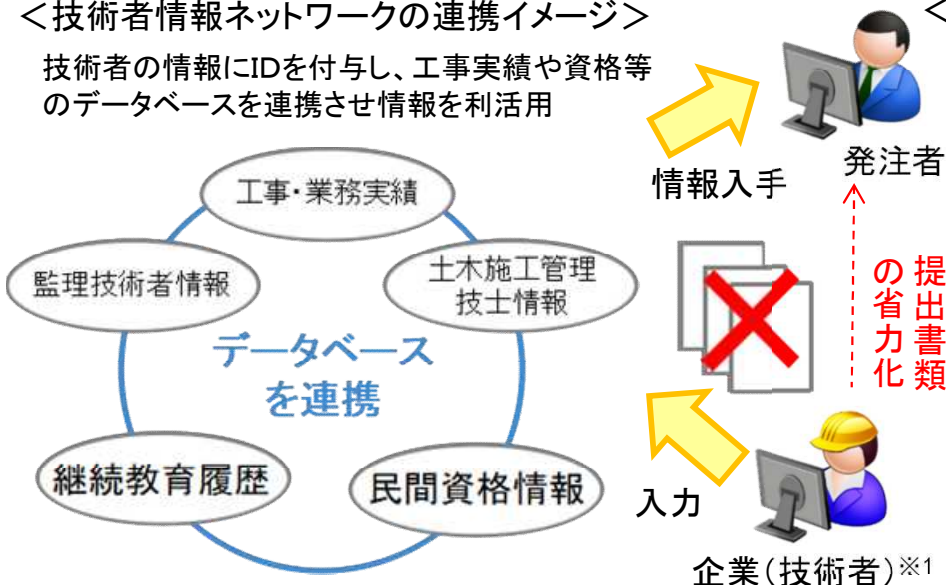 ＜技術者情報ネットワークの連携イメージ＞
＜
技術者の情報にIDを付与し、工事実績や資格等
のデータベースを連携させ情報を利活用
工事・業務実績
監理技術者情報
土木施工管理
技士情報
データベース
を連携
継続教育履歴
民間資格情報
情報入手
発注者
提出書類
の省力化
入力
企業(技術者)※1